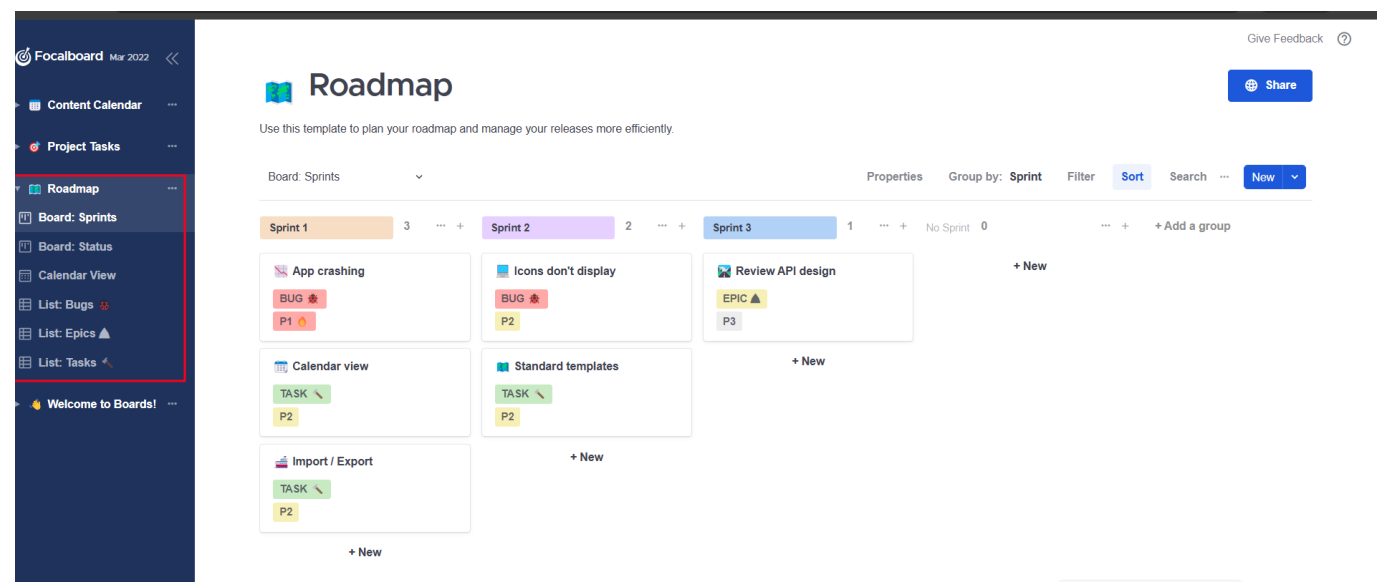 Focalboard Mar 2022
Content Calendar
Project Tasks
Roadmap
Board: Sprints
Board: Status
Calendar View
List: Bugs
List: Epics
List: Tasks
Welcome to Boards!
Give Feedback
Roadmap
Share
Use this template to plan your roadmap and manage your releases more efficiently.
Board: Sprints
Properties Group by: Sprint Filter Sort Search ··· New
Sprint 1 3 ··· + Sprint 2 2 ··· + Sprint 3 1 ··· + No Sprint 0 ··· + + Add a group
App crashing
BUG
P1
Calendar view
TASK
P2
Import / Export
TASK
P2
+ New
Icons don't display
BUG
P2
Standard templates
TASK
P2
+ New
Review API design
EPIC
P3
+ New
+ New